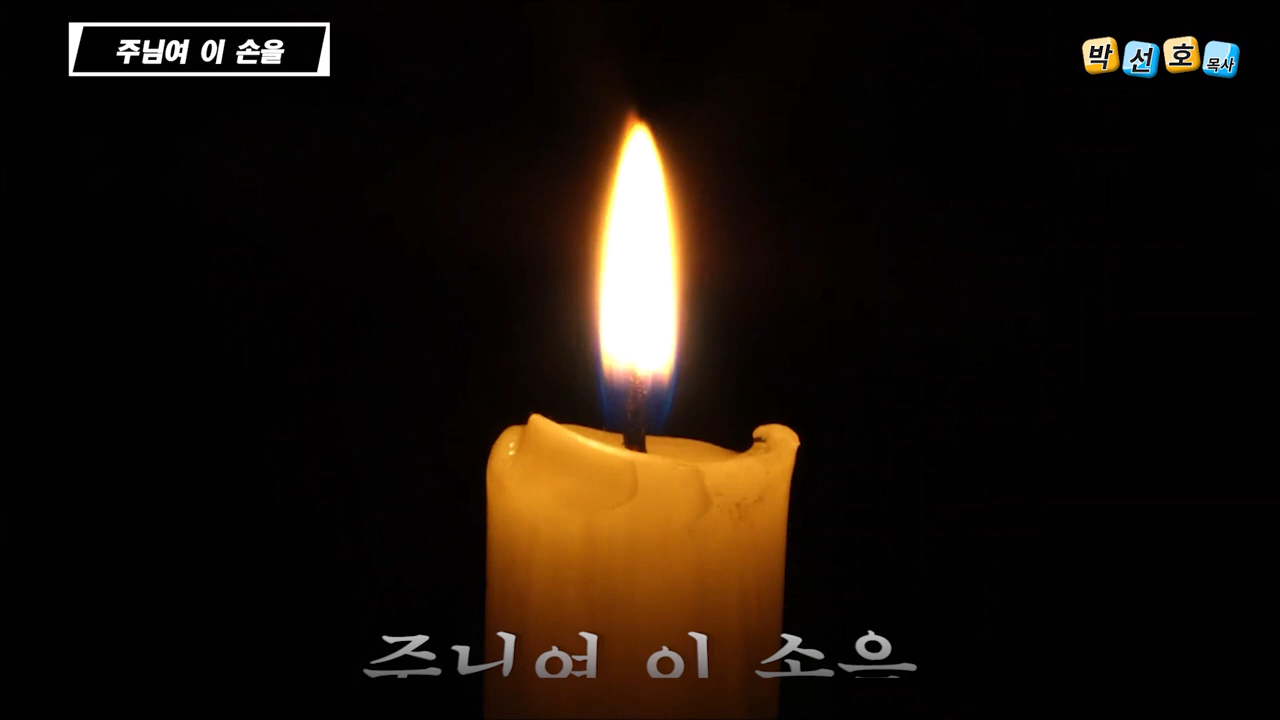 주님여 이 손을
박선호 목사
주님여 이 손을